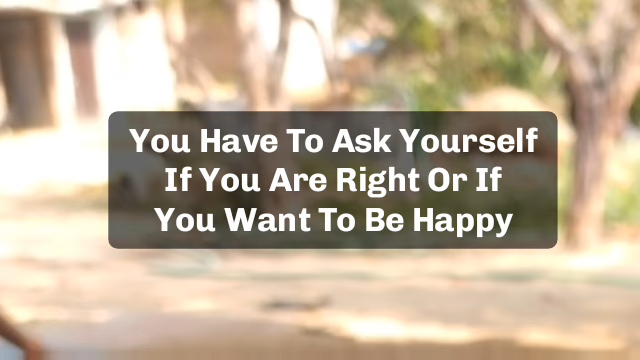 You Have To Ask Yourself
If You Are Right Or If
You Want To Be Happy